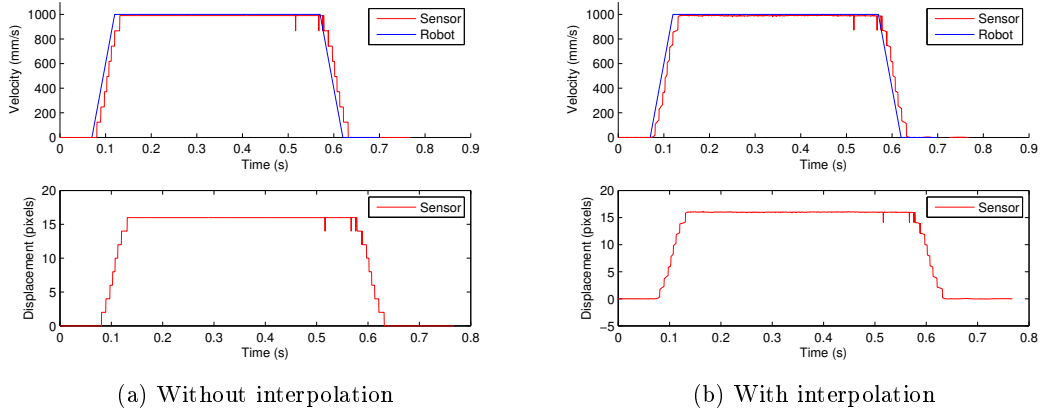 1000
800
600
400
200
0
Velocity (mm/s)
0 0.1 0.2 0.3 0.4 0.5 0.6 0.7 0.8 0.9
Time (s)
Sensor
Robot
20
15
10
5
0
Displacement (pixels)
0 0.1 0.2 0.3 0.4 0.5 0.6 0.7 0.8
Time (s)
Sensor
(a) Without interpolation
1000
800
600
400
200
0
Velocity (mm/s)
0 0.1 0.2 0.3 0.4 0.5 0.6 0.7 0.8 0.9
Time (s)
Sensor
Robot
20
15
10
5
0
−5
Displacement (pixels)
0 0.1 0.2 0.3 0.4 0.5 0.6 0.7 0.8
Time (s)
Sensor
(b) With interpolation